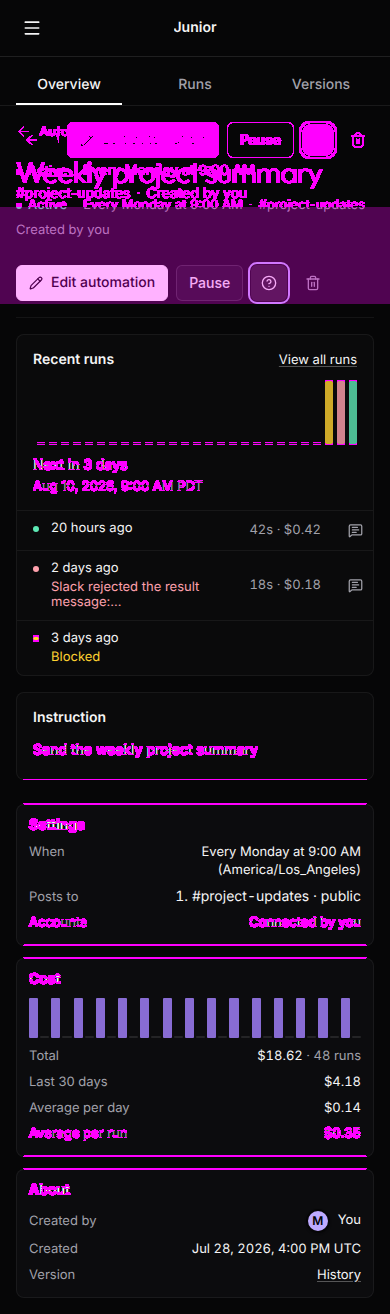 Junior
Overview Runs Versions
Pause
Weekly project summary
#project-updates · Created by you
Active Every Monday at 9:00 AM · #project-updates
Created by you
Edit automation Pause
Recent runs View all runs
Next in 3 days
Aug 10, 2026, 9:00 AM PDT
20 hours ago 42s · $0.42
2 days ago
Slack rejected the result 18s · $0.18
message:...
3 days ago
Blocked
Instruction
Send the weekly project summary
Settings
When Every Monday at 9:00 AM
(America/Los_Angeles)
Posts to 1. #project-updates · public
Accounts Connected by you
Cost
Total $18.62 · 48 runs
Last 30 days $4.18
Average per day $0.14
Average per run
About
Created by M You
Created Jul 28, 2026, 4:00 PM UTC
Version History